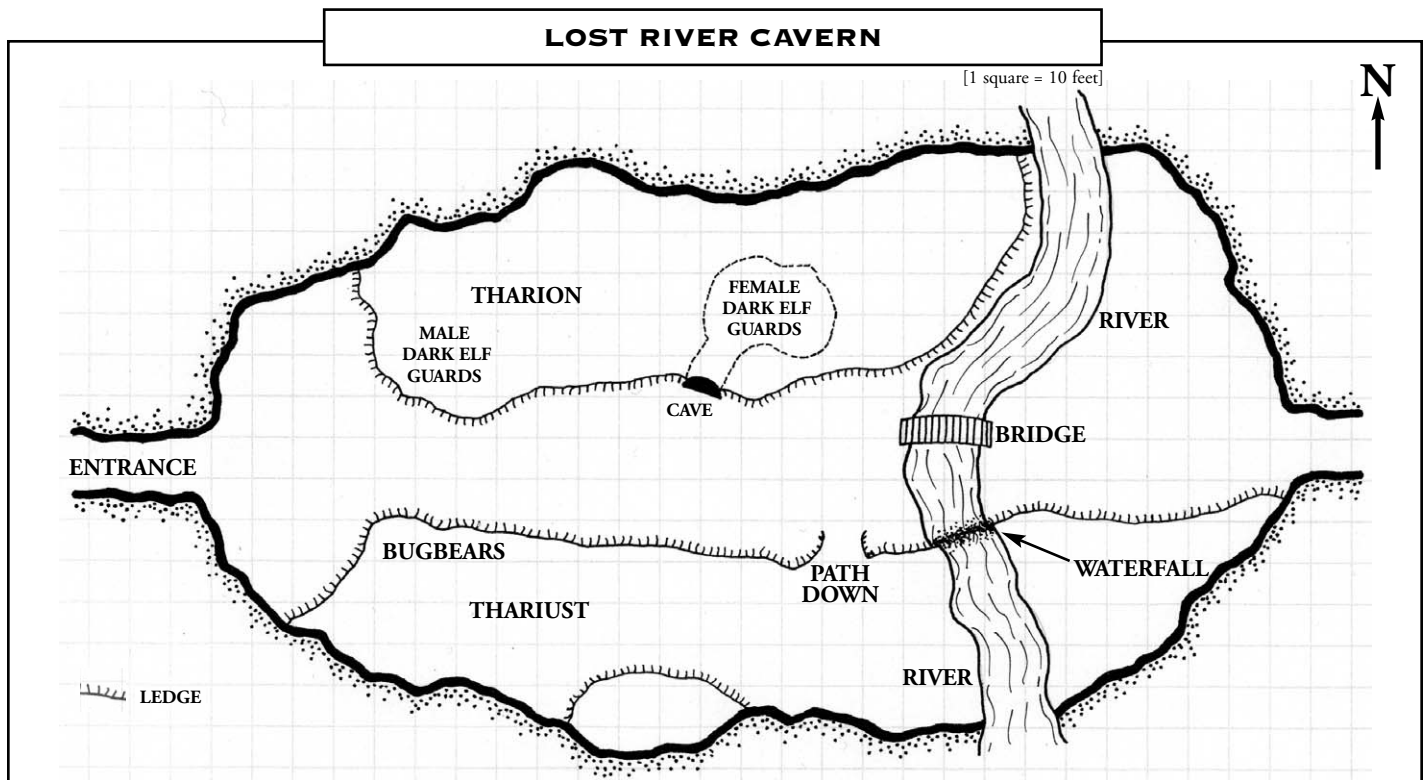 LOST RIVER CAVERN
[1 square = 10 feet]
N
THARION
FEMALE
DARK ELF
GUARDS
MALE
DARK ELF
GUARDS
RIVER
CAVE
BRIDGE
ENTRANCE
BUGBEARS
PATH
DOWN
WATERFALL
THARIUST
RIVER
LEDGE